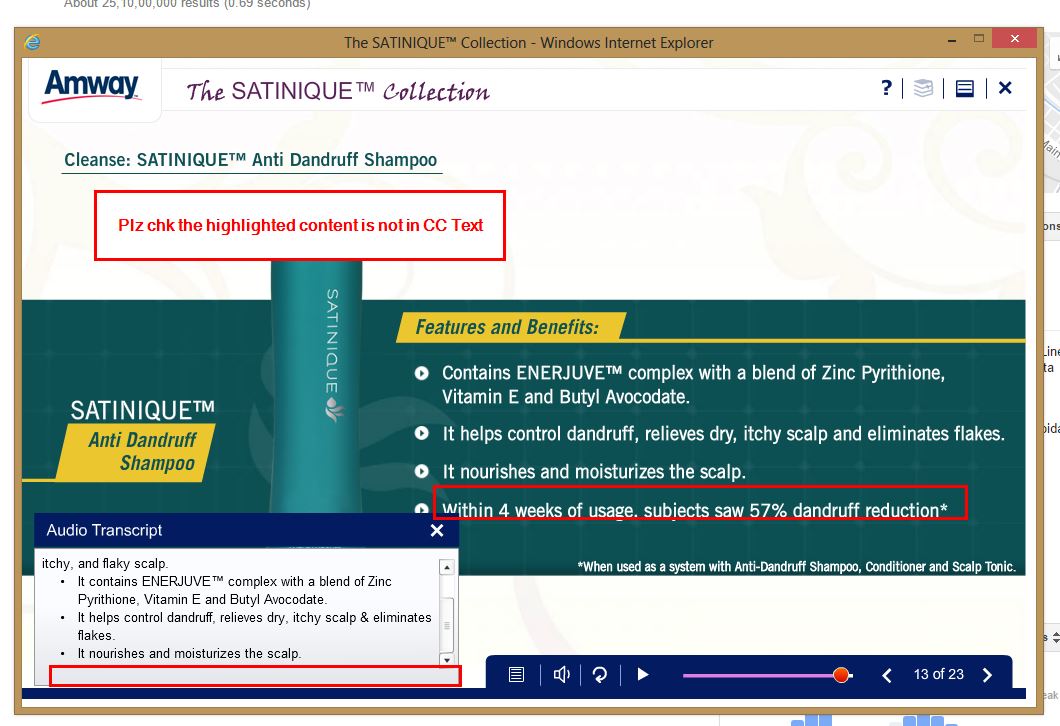 About 25,10,00,000 results (0.69 seconds)
The SATINIQUE™ Collection - Windows Internet Explorer
Amway
The SATINIQUE™ Collection
?
Cleanse: SATINIQUE™ Anti Dandruff Shampoo
Plz chk the highlighted content is not in CC Text
SATINIQUE
SATINIQUE™
Anti Dandruff
Shampoo
Features and Benefits:
Contains ENERJUVE™ complex with a blend of Zinc Pyrithione,
Vitamin E and Butyl Avocodate.
It helps control dandruff, relieves dry, itchy scalp and eliminates flakes.
It nourishes and moisturizes the scalp.
Within 4 weeks of usage, subjects saw 57% dandruff reduction*
*When used as a system with Anti-Dandruff Shampoo, Conditioner and Scalp Tonic.
Audio Transcript
itchy, and flaky scalp.
• It contains ENERJUVE™ complex with a blend of Zinc
Pyrithione, Vitamin E and Butyl Avocodate.
• It helps control dandruff, relieves dry, itchy scalp & eliminates
flakes.
• It nourishes and moisturizes the scalp.
13 of 23